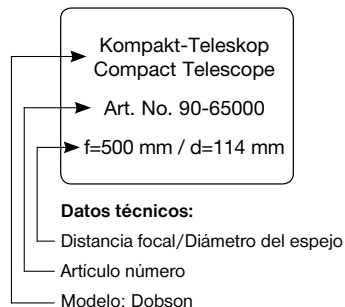 Kompakt-Teleskop
Compact Telescope
Art. No. 90-65000
f=500 mm / d=114 mm
Datos técnicos:
Distancia focal/Diámetro del espejo
Artículo número
Modelo: Dobson